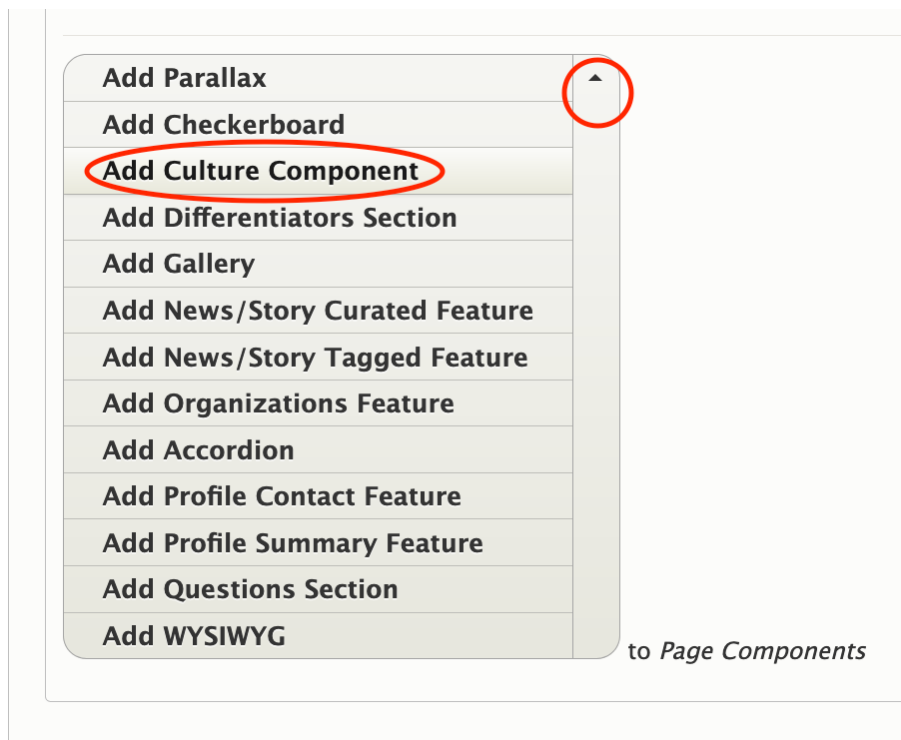 Add Parallax
Add Checkerboard
Add Culture Component
Add Differentiators Section
Add Gallery
Add News/Story Curated Feature
Add News/Story Tagged Feature
Add Organizations Feature
Add Accordion
Add Profile Contact Feature
Add Profile Summary Feature
Add Questions Section
Add WYSIWYG
to Page Components